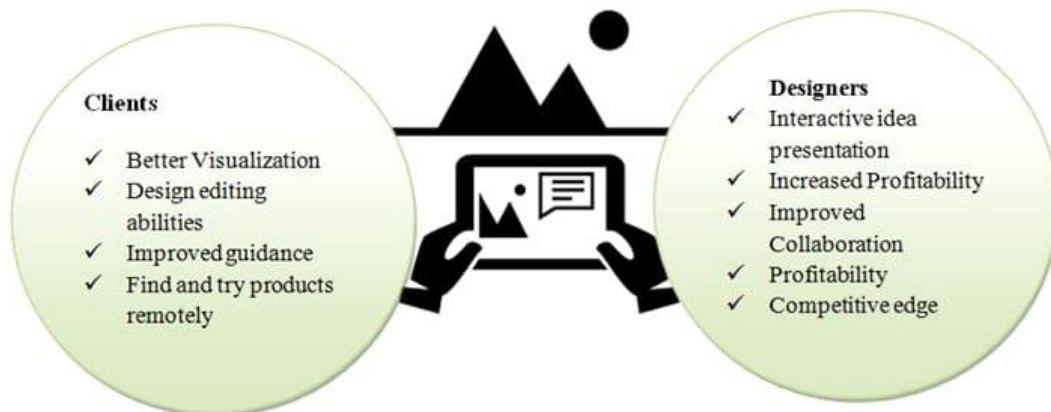 Clients
✓ Better Visualization
✓ Design editing
abilities
✓ Improved guidance
✓ Find and try products
remotely
Designers
✓ Interactive idea
presentation
✓ Increased Profitability
✓ Improved
Collaboration
✓ Profitability
✓ Competitive edge